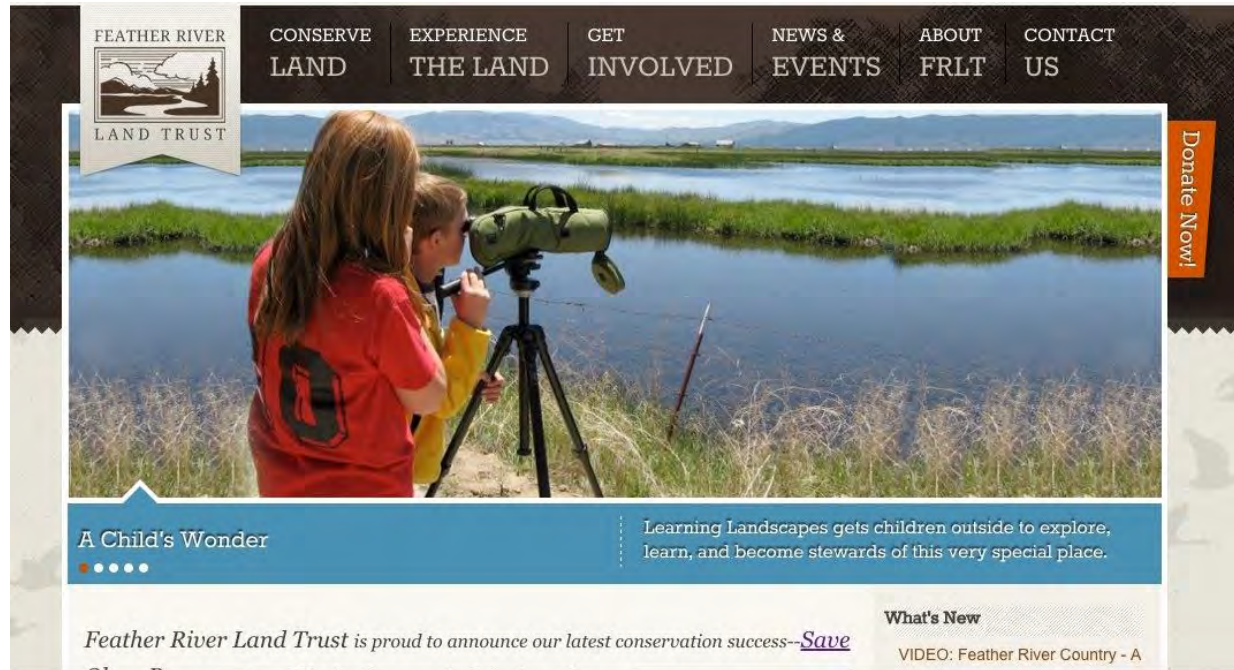 FEATHER RIVER
LAND TRUST
CONSERVE
LAND
EXPERIENCE
THE LAND
GET
INVOLVED
NEWS &
EVENTS
ABOUT
FRLT
CONTACT
US
Donate Now!
A Child's Wonder
Learning Landscapes gets children outside to explore,
learn, and become stewards of this very special place.
Feather River Land Trust is proud to announce our latest conservation success--Save
What's New
VIDEO: Feather River Country - A